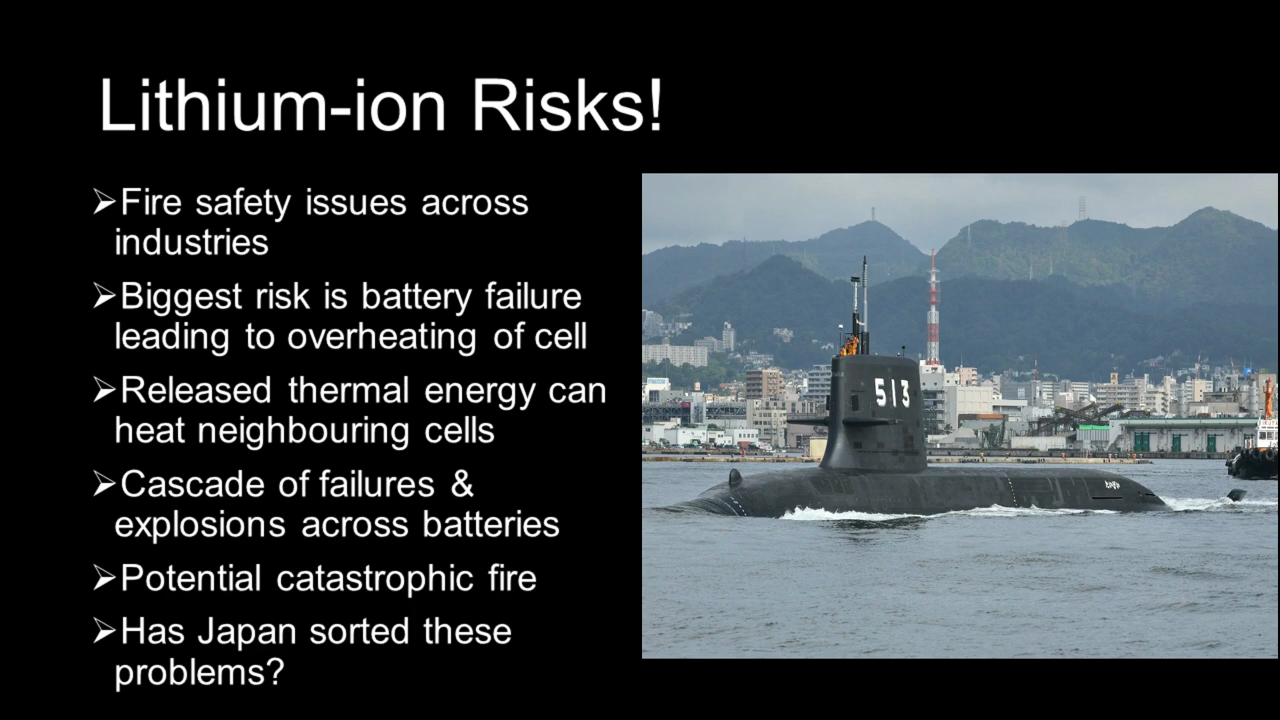 Lithium-ion Risks!
➢Fire safety issues across
industries
➢Biggest risk is battery failure
leading to overheating of cell
➢Released thermal energy can
heat neighbouring cells
➢Cascade of failures &
explosions across batteries
➢Potential catastrophic fire
➢Has Japan sorted these
problems?
513